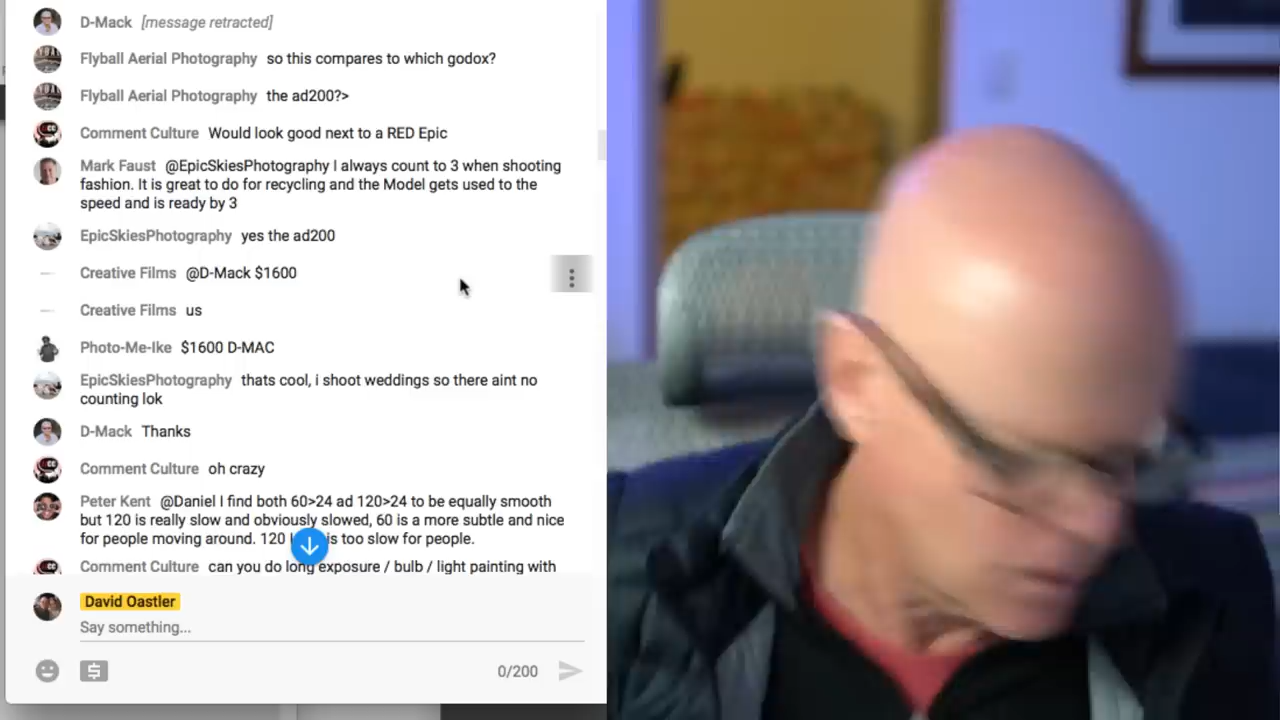 D-Mack [message retracted]
Flyball Aerial Photography so this compares to which godox?
Flyball Aerial Photography the ad200?>
Comment Culture Would look good next to a RED Epic
Mark Faust @EpicSkiesPhotography I always count to 3 when shooting
fashion. It is great to do for recycling and the Model gets used to the
speed and is ready by 3
EpicSkiesPhotography yes the ad200
Creative Films @D-Mack $1600
Creative Films us
Photo-Me-Ike $1600 D-MAC
EpicSkiesPhotography thats cool, i shoot weddings so there aint no
counting lok
D-Mack Thanks
Comment Culture oh crazy
Peter Kent @Daniel I find both 60>24 ad 120>24 to be equally smooth
but 120 is really slow and obviously slowed, 60 is a more subtle and nice
for people moving around. 120 is too slow for people.
Comment Culture can you do long exposure / bulb / light painting with
David Oastler
Say something...
0/200